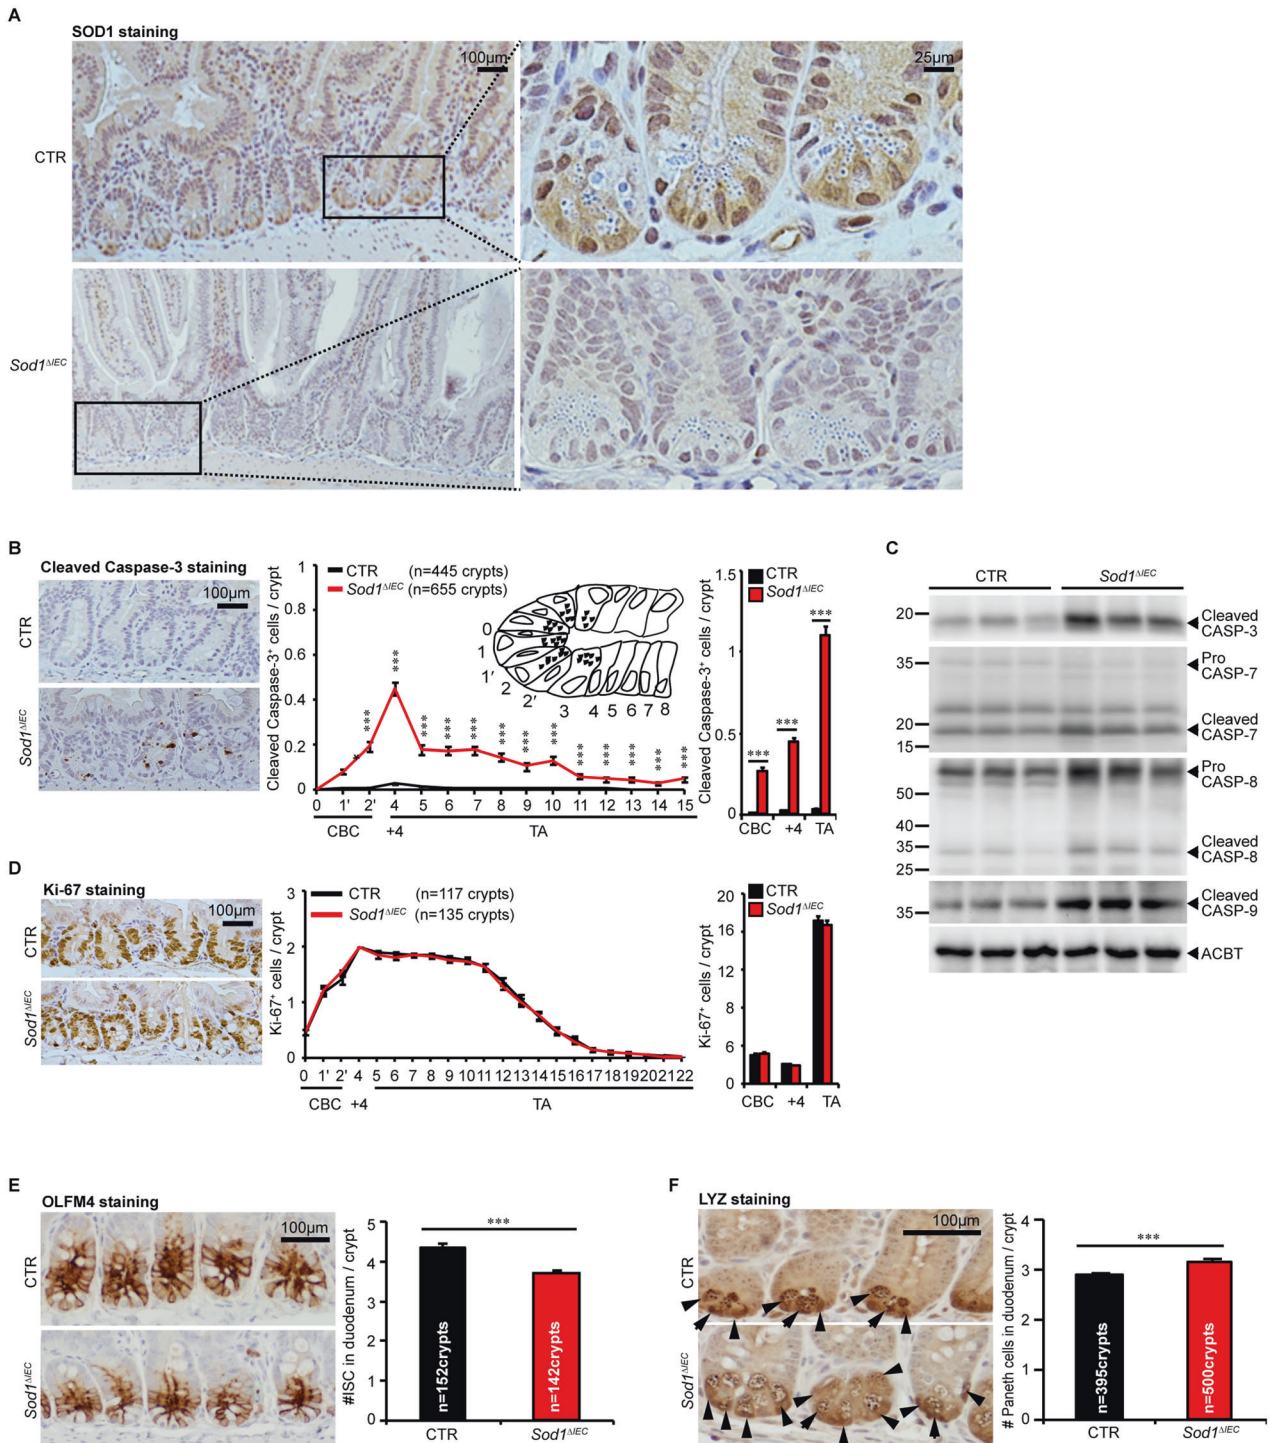 A
SOD1 staining
100µm
25µm
CTR
Sod1ΔIEC
B
Cleaved Caspase-3 staining
100µm
CTR
Sod1ΔIEC
Cleaved Caspase-3+ cells / crypt
1
0.8
0.6
0.4
0.2
0
CTR (n=445 crypts)
Sod1ΔIEC (n=655 crypts)
0
1
1'
2
2'
3
4 5 6 7 8
*
***
***
***
***
***
***
***
***
***
***
***
***
***
0 1' 2' 4 5 6 7 8 9 10 11 12 13 14 15
CBC +4 TA
Cleaved Caspase-3+ cells / crypt
1.5
1
0.5
0
CTR
Sod1ΔIEC
***
***
***
CBC +4 TA
C
CTR Sod1ΔIEC
20
Cleaved
CASP-3
35
Pro
CASP-7
20
15
Cleaved
CASP-7
Pro
CASP-8
50
40
35
25
Cleaved
CASP-8
35
Cleaved
CASP-9
ACBT
D
Ki-67 staining
100µm
CTR
Sod1ΔIEC
Ki-67+ cells / crypt
3
2
1
0
CTR (n=117 crypts)
Sod1ΔIEC (n=135 crypts)
0 1' 2' 4 5 6 7 8 9 10 11 12 13 14 15 16 17 18 19 20 21 22
CBC +4 TA
Ki-67+ cells / crypt
20
16
12
6
0
CTR
Sod1ΔIEC
CBC +4 TA
E
OLFM4 staining
100µm
CTR
Sod1ΔIEC
#ISC in duodenum / crypt
5
4
3
2
1
0
***
n=152crypts
n=142crypts
CTR Sod1ΔIEC
F
LYZ staining
100µm
CTR
Sod1ΔIEC
# Paneth cells in duodenum / crypt
4
3
2
1
0
***
n=395crypts
n=500crypts
CTR Sod1ΔIEC